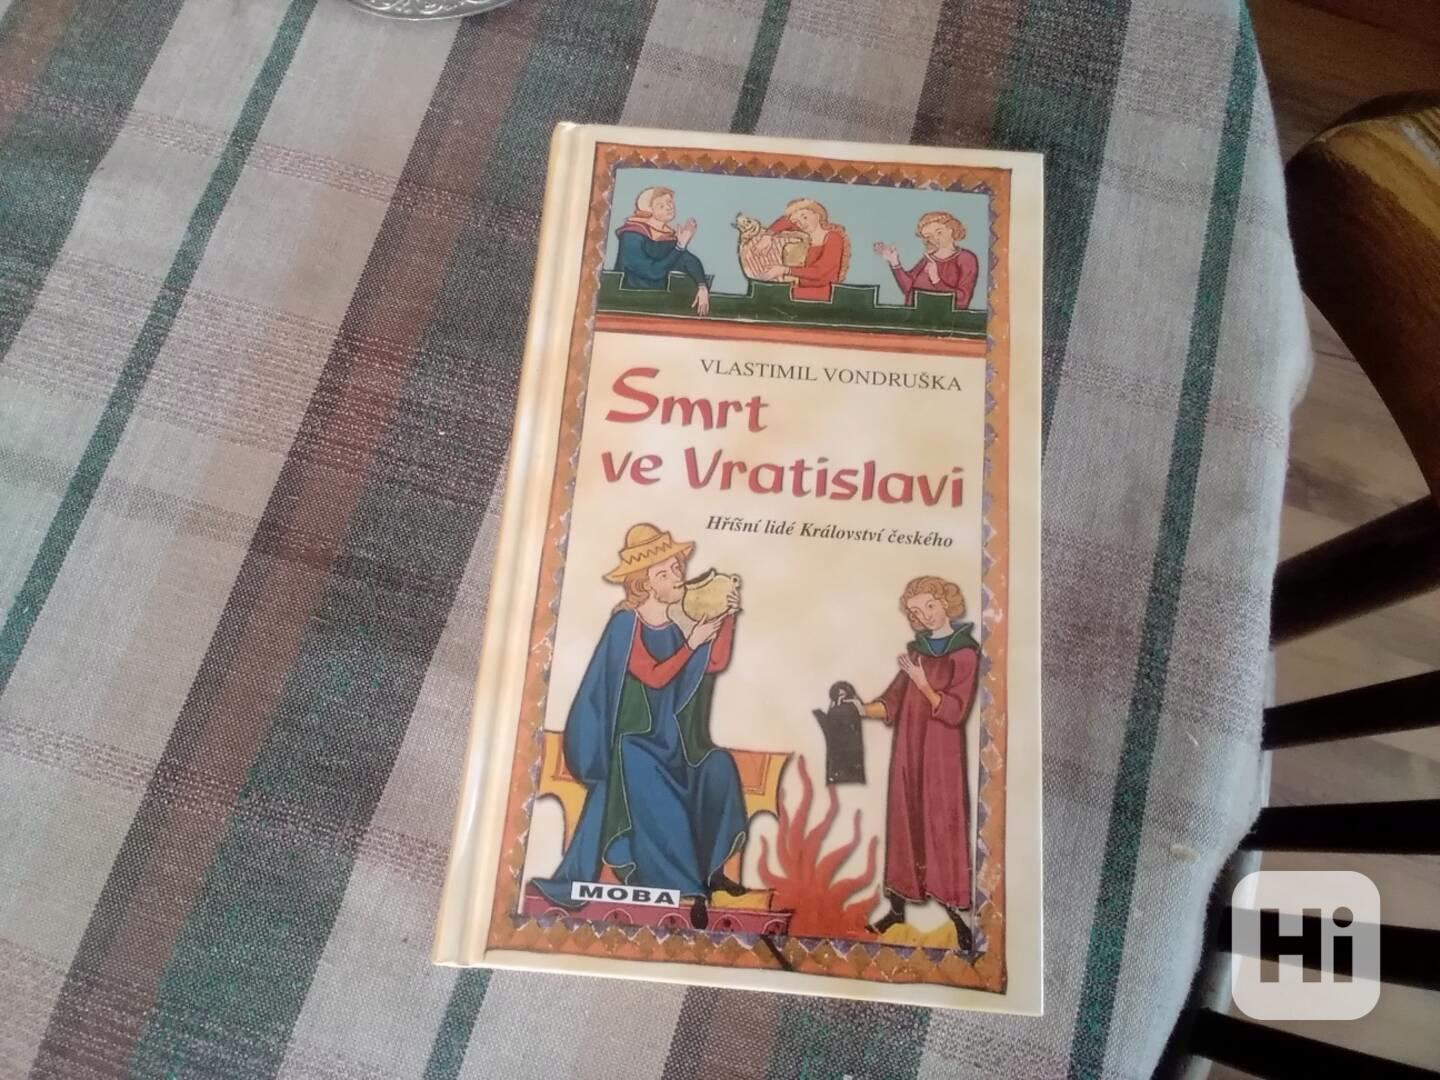 VLASTIMIL VONDRUŠKA
Smrt
ve Vratislavi
Hříšní lidé Království českého
MOBA
Hi